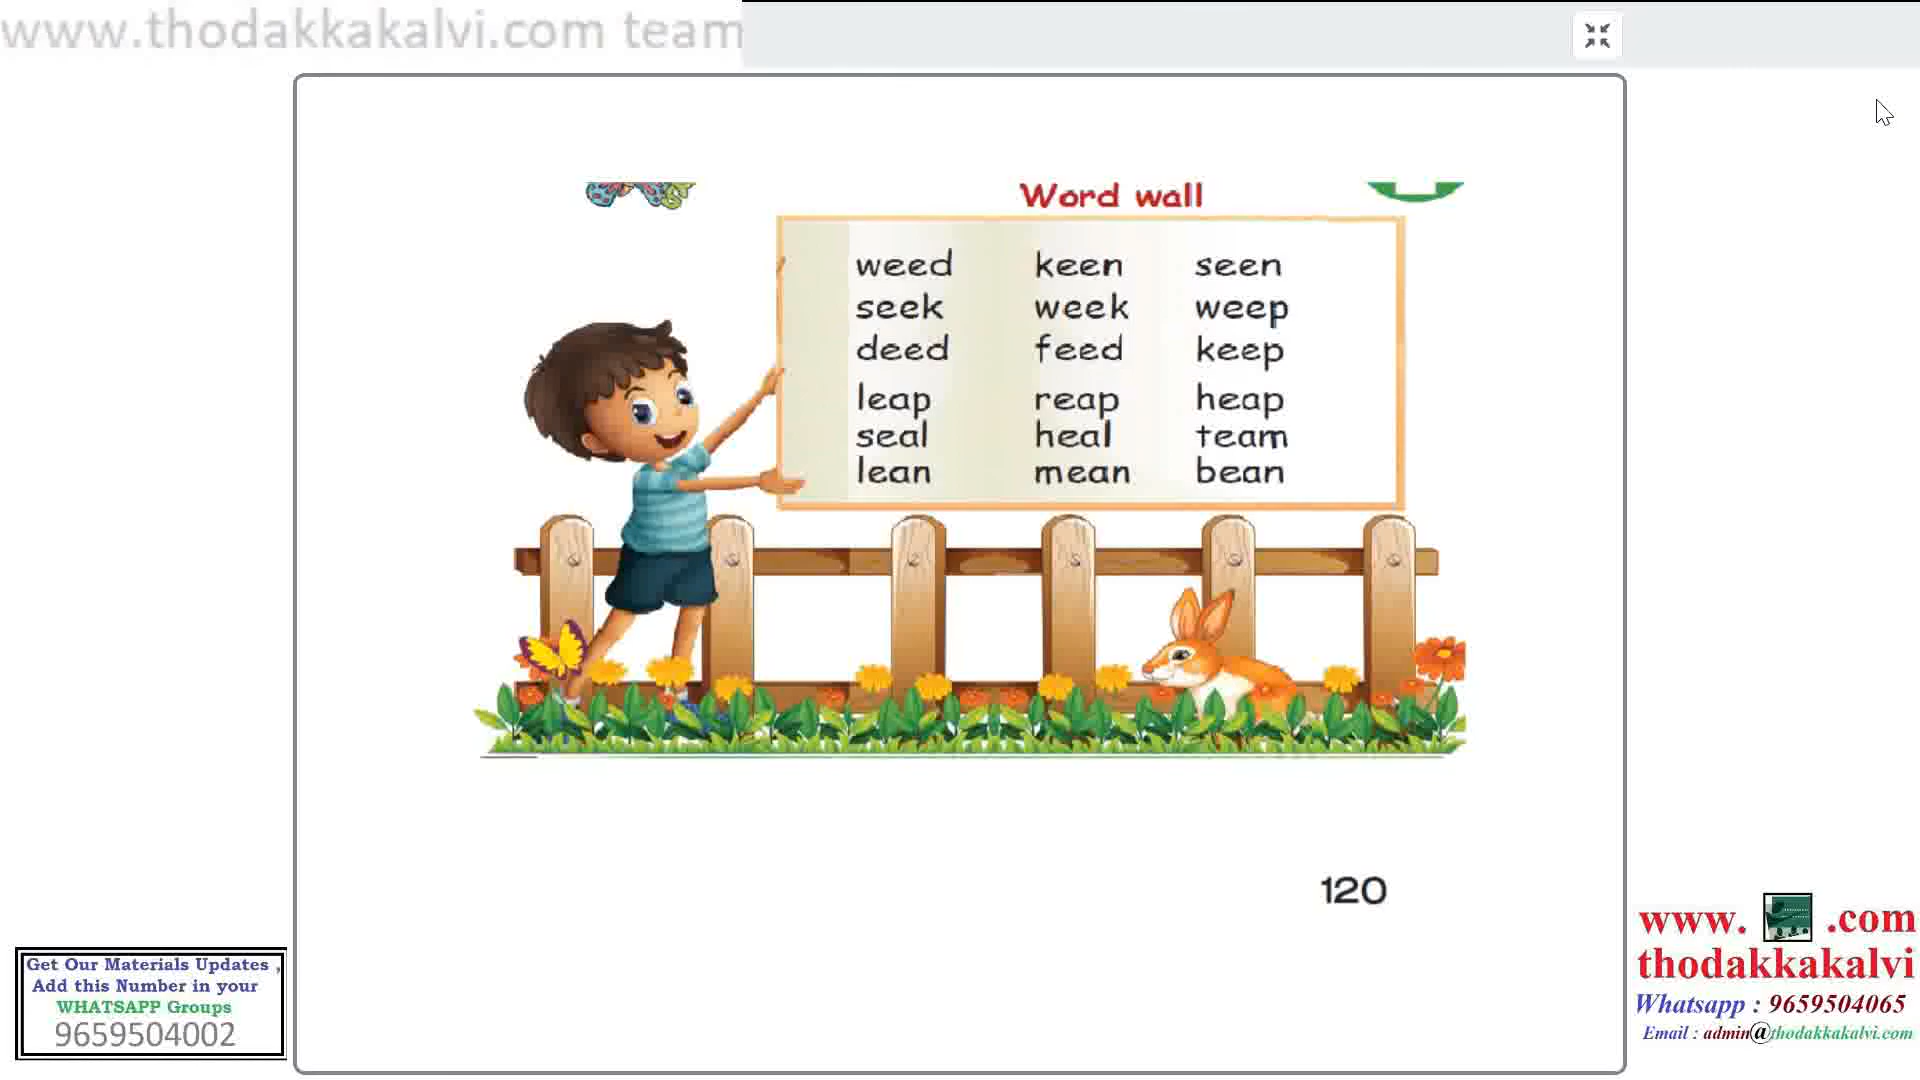 www.thodakkakalvi.com team
Word wall
weed keen seen
seek week weep
deed feed keep
leap reap heap
seal heal team
lean mean bean
120
Get Our Materials Updates ,
Add this Number in your
WHATSAPP Groups
9659504002
www. .com
thodakkakalvi
Whatsapp : 9659504065
Email : admin@thodakkakalvi.com